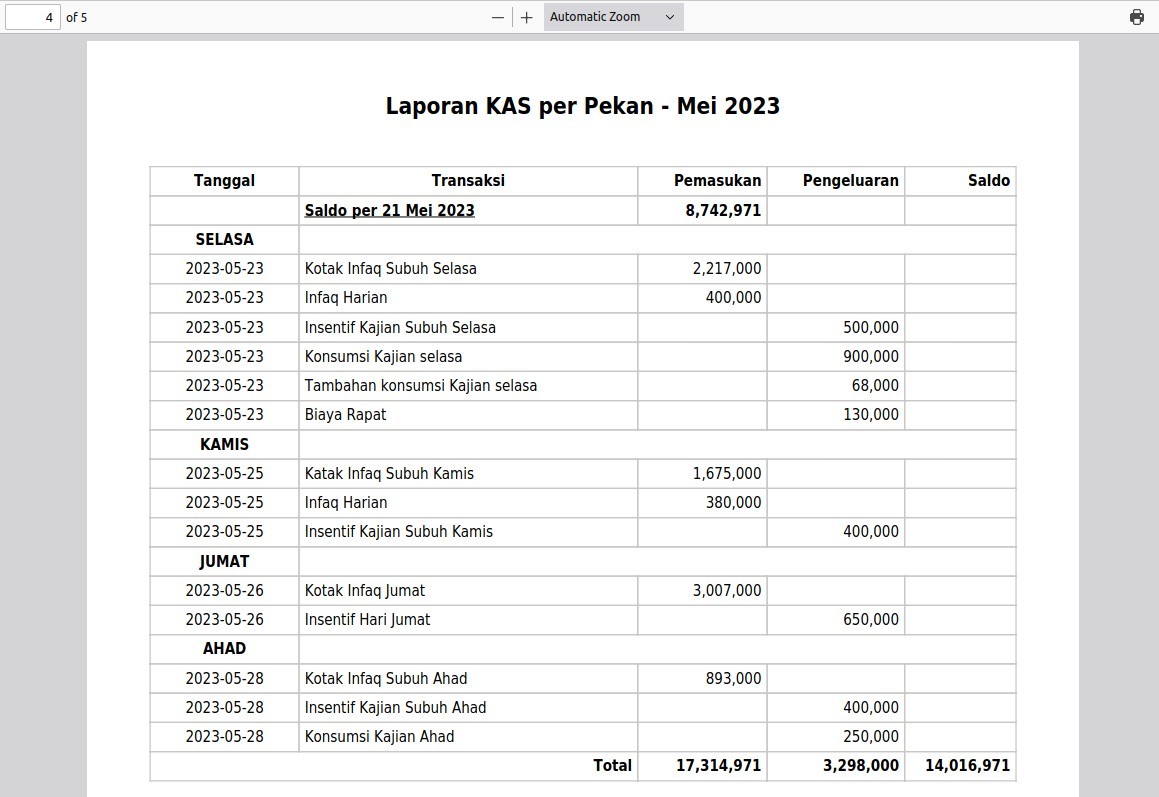 4 of 5 Automatic Zoom
Laporan KAS per Pekan - Mei 2023
Tanggal Transaksi Pemasukan Pengeluaran Saldo
Saldo per 21 Mei 2023 8,742,971
SELASA
2023-05-23 Kotak Infaq Subuh Selasa 2,217,000
2023-05-23 Infaq Harian 400,000
2023-05-23 Insentif Kajian Subuh Selasa 500,000
2023-05-23 Konsumsi Kajian selasa 900,000
2023-05-23 Tambahan konsumsi Kajian selasa 68,000
2023-05-23 Biaya Rapat 130,000
KAMIS
2023-05-25 Katak Infaq Subuh Kamis 1,675,000
2023-05-25 Infaq Harian 380,000
2023-05-25 Insentif Kajian Subuh Kamis 400,000
JUMAT
2023-05-26 Kotak Infaq Jumat 3,007,000
2023-05-26 Insentif Hari Jumat 650,000
AHAD
2023-05-28 Kotak Infaq Subuh Ahad 893,000
2023-05-28 Insentif Kajian Subuh Ahad 400,000
2023-05-28 Konsumsi Kajian Ahad 250,000
Total 17,314,971 3,298,000 14,016,971